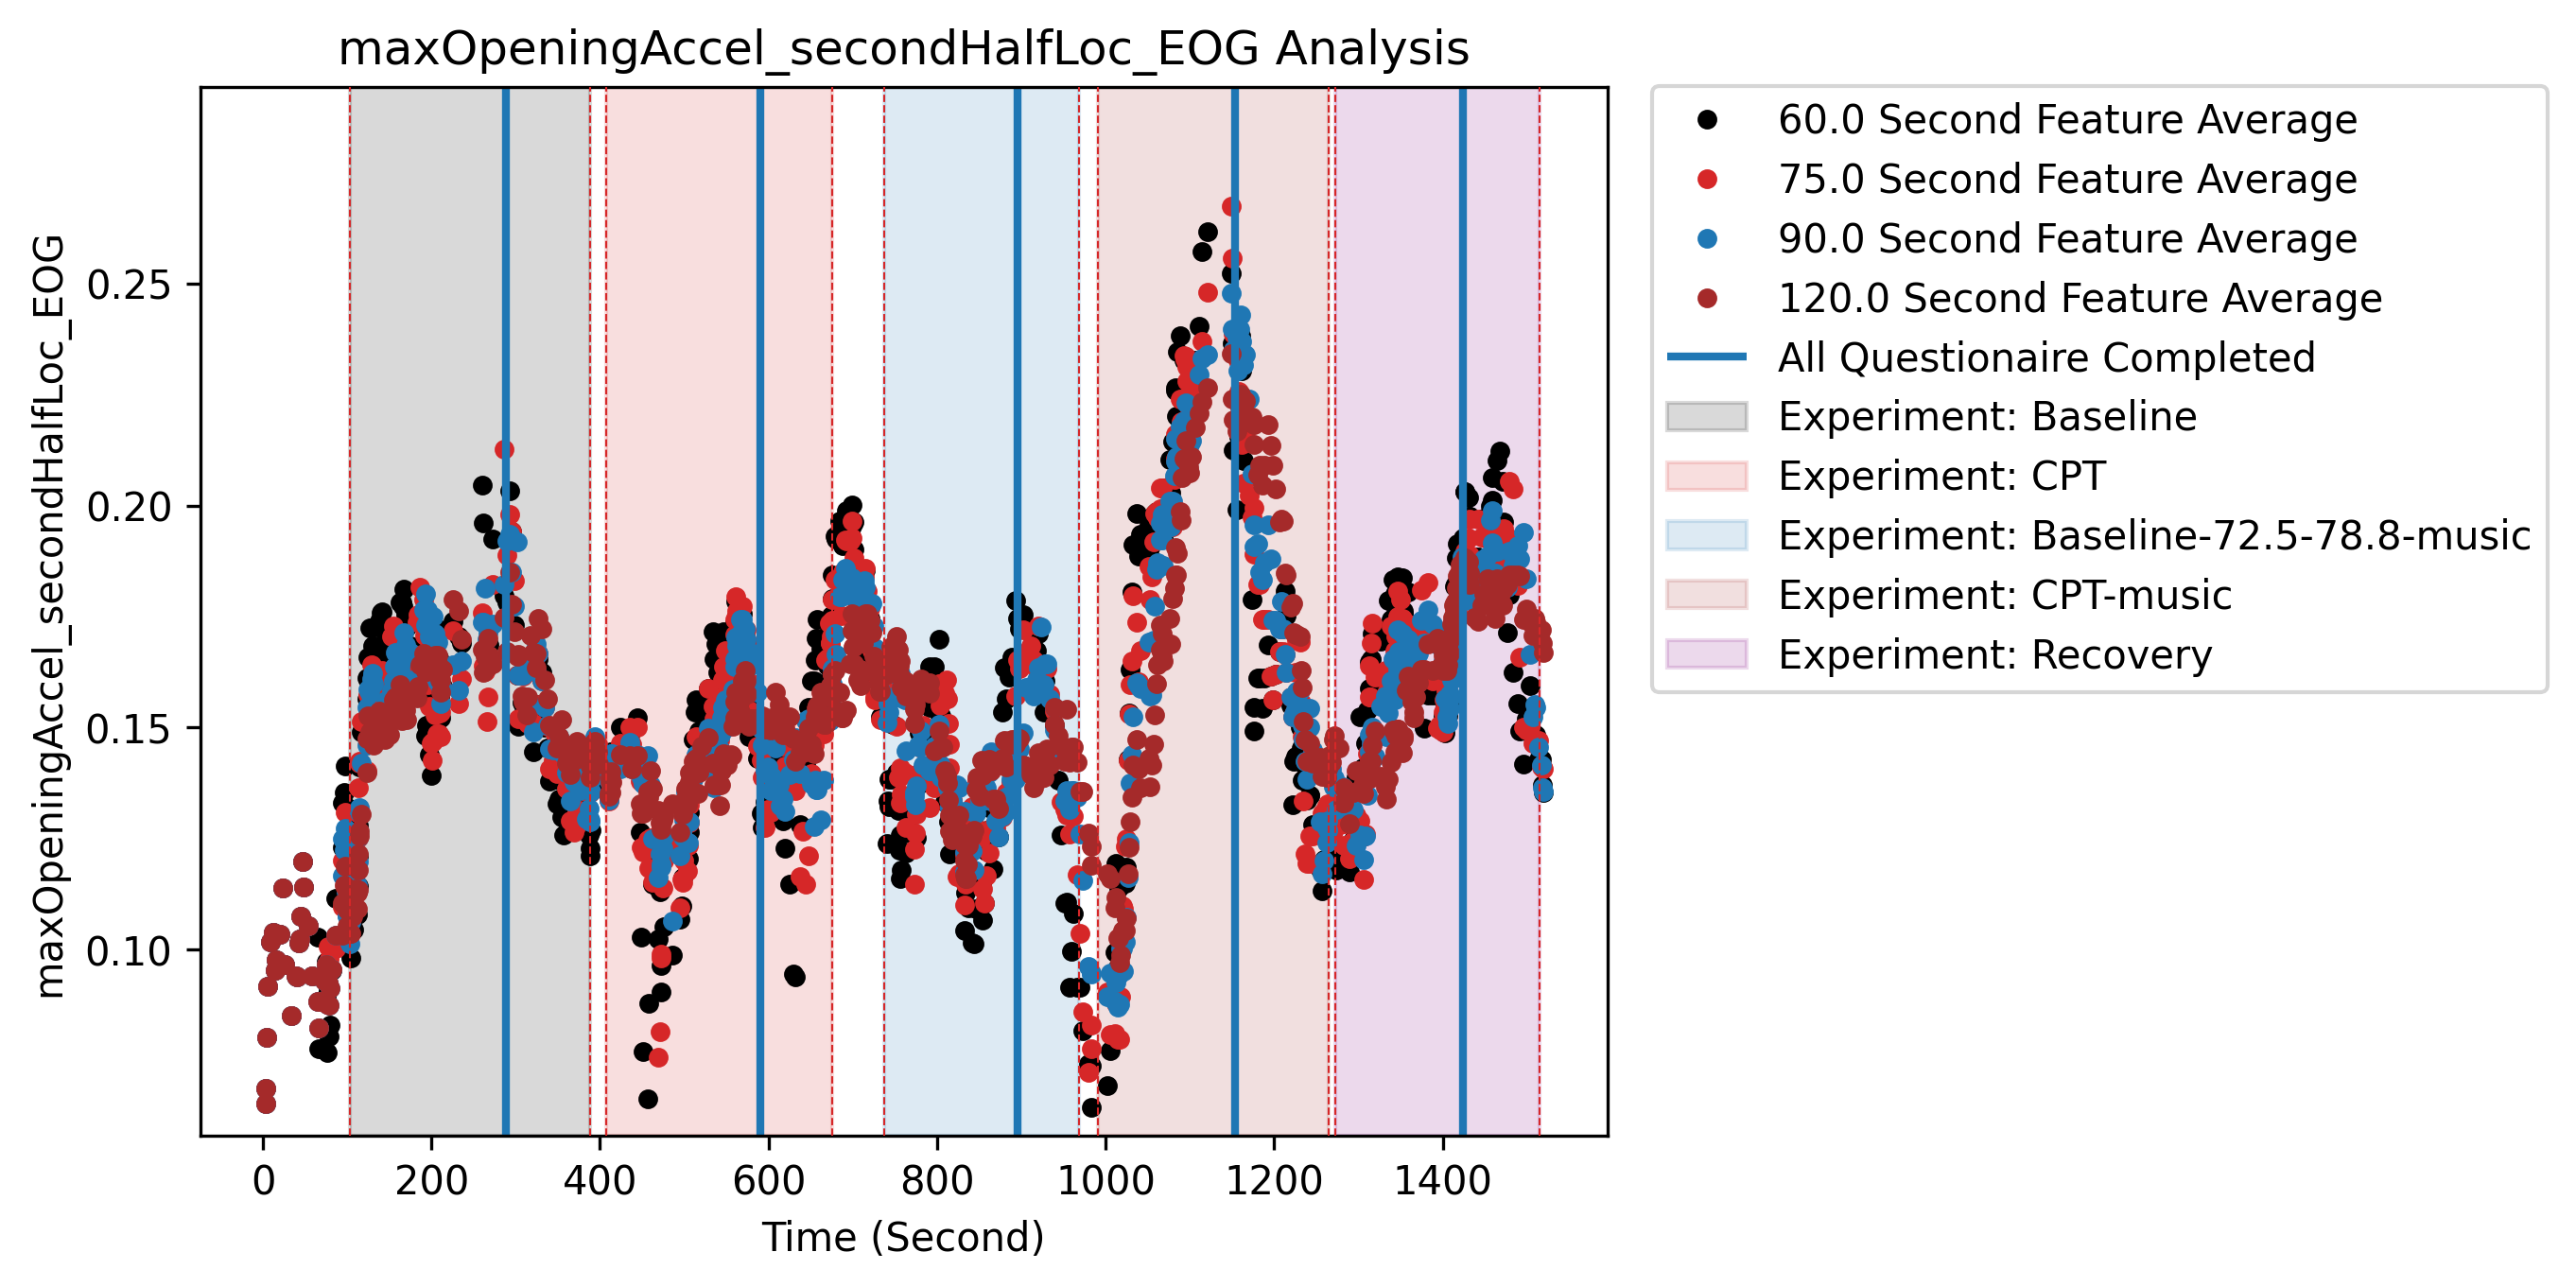 maxOpeningAccel_secondHalfLoc_EOG Analysis
maxOpeningAccel_secondHalfLoc_EOG
0.25
0.20
0.15
0.10
0 200 400 600 800 1000 1200 1400
Time (Second)
60.0 Second Feature Average
75.0 Second Feature Average
90.0 Second Feature Average
120.0 Second Feature Average
All Questionaire Completed
Experiment: Baseline
Experiment: CPT
Experiment: Baseline-72.5-78.8-music
Experiment: CPT-music
Experiment: Recovery